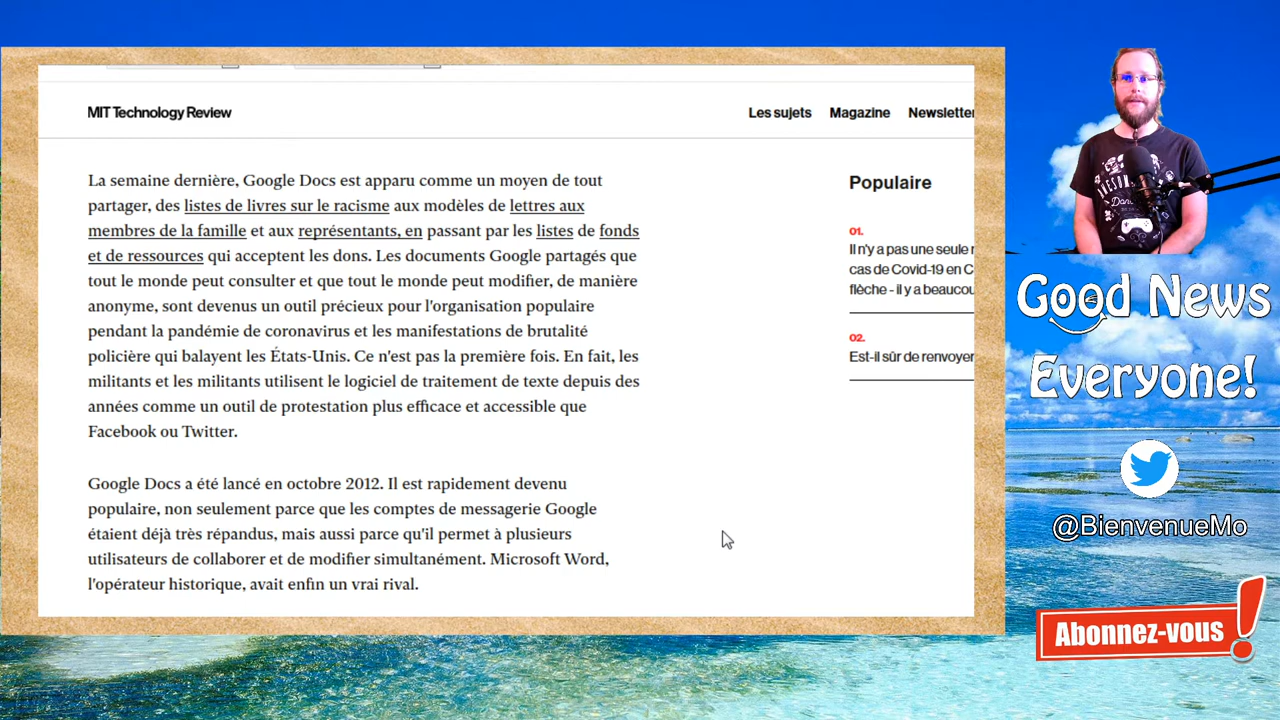 MIT Technology Review
Les sujets Magazine Newsletter
La semaine dernière, Google Docs est apparu comme un moyen de tout
partager, des listes de livres sur le racisme aux modèles de lettres aux
membres de la famille et aux représentants, en passant par les listes de fonds
et de ressources qui acceptent les dons. Les documents Google partagés que
tout le monde peut consulter et que tout le monde peut modifier, de manière
anonyme, sont devenus un outil précieux pour l'organisation populaire
pendant la pandémie de coronavirus et les manifestations de brutalité
policière qui balayent les États-Unis. Ce n'est pas la première fois. En fait, les
militants et les militants utilisent le logiciel de traitement de texte depuis des
années comme un outil de protestation plus efficace et accessible que
Facebook ou Twitter.
Google Docs a été lancé en octobre 2012. Il est rapidement devenu
populaire, non seulement parce que les comptes de messagerie Google
étaient déjà très répandus, mais aussi parce qu'il permet à plusieurs
utilisateurs de collaborer et de modifier simultanément. Microsoft Word,
l'opérateur historique, avait enfin un vrai rival.
Populaire
01.
Il n'y a pas une seule
cas de Covid-19 en
flèche - il y a
02.
Est-il sûr de renvoyer
AWESOME
Good News
Everyone!
@BienvenueMo
Abonnez-vous !